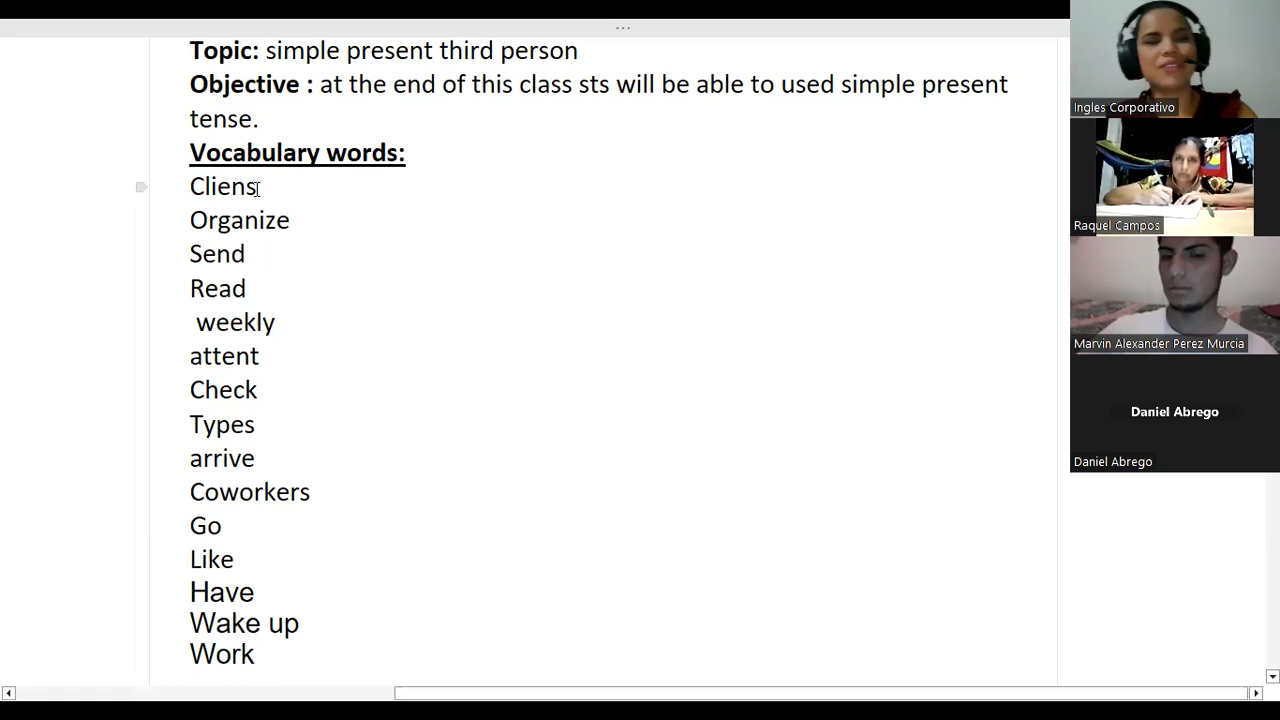 Topic: simple present third person
Objective : at the end of this class sts will be able to used simple present
tense.
Vocabulary words:
Cliens
Organize
Send
Read
weekly
attent
Check
Types
arrive
Coworkers
Go
Like
Have
Wake up
Work
Ingles Corporativo
Raquel Campos
Marvin Alexander Perez Murcia
Daniel Abrego
Daniel Abrego